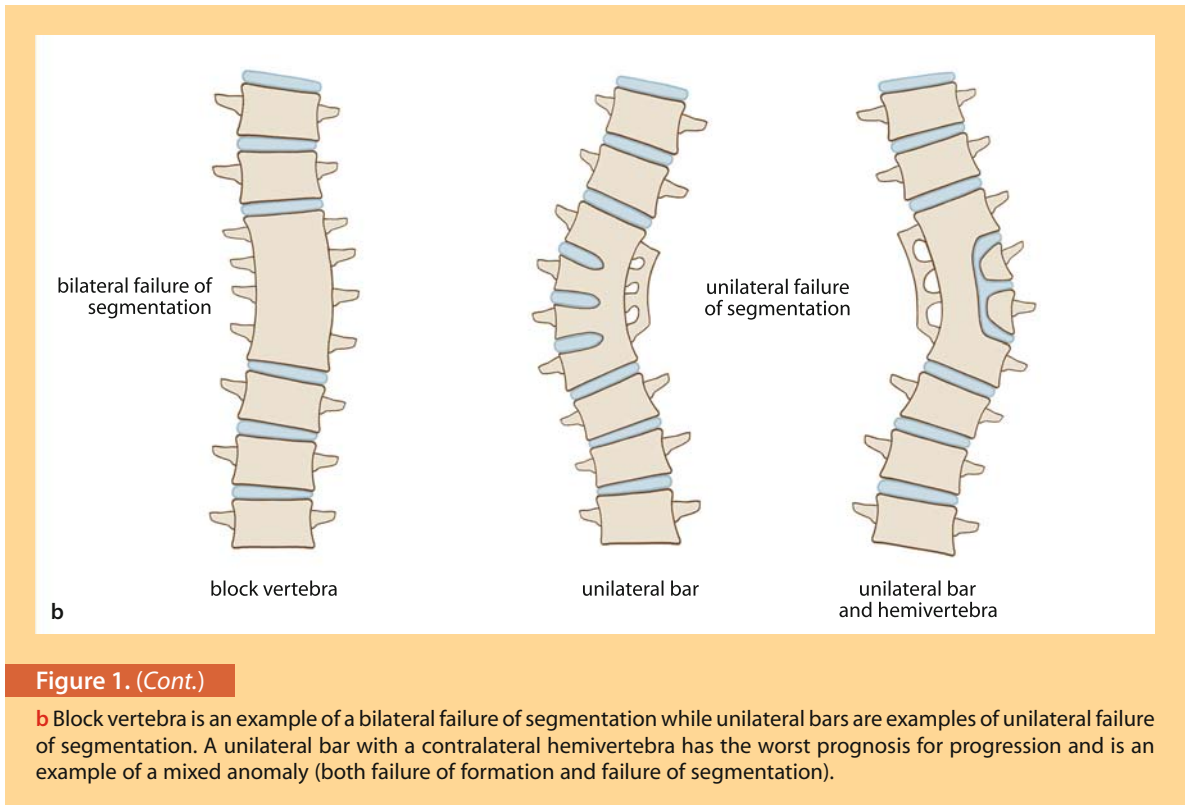 bilateral failure of
segmentation
unilateral failure
of segmentation
block vertebra
unilateral bar
unilateral bar
and hemivertebra
b
Figure 1. (Cont.)
b Block vertebra is an example of a bilateral failure of segmentation while unilateral bars are examples of unilateral failure
of segmentation. A unilateral bar with a contralateral hemivertebra has the worst prognosis for progression and is an
example of a mixed anomaly (both failure of formation and failure of segmentation).